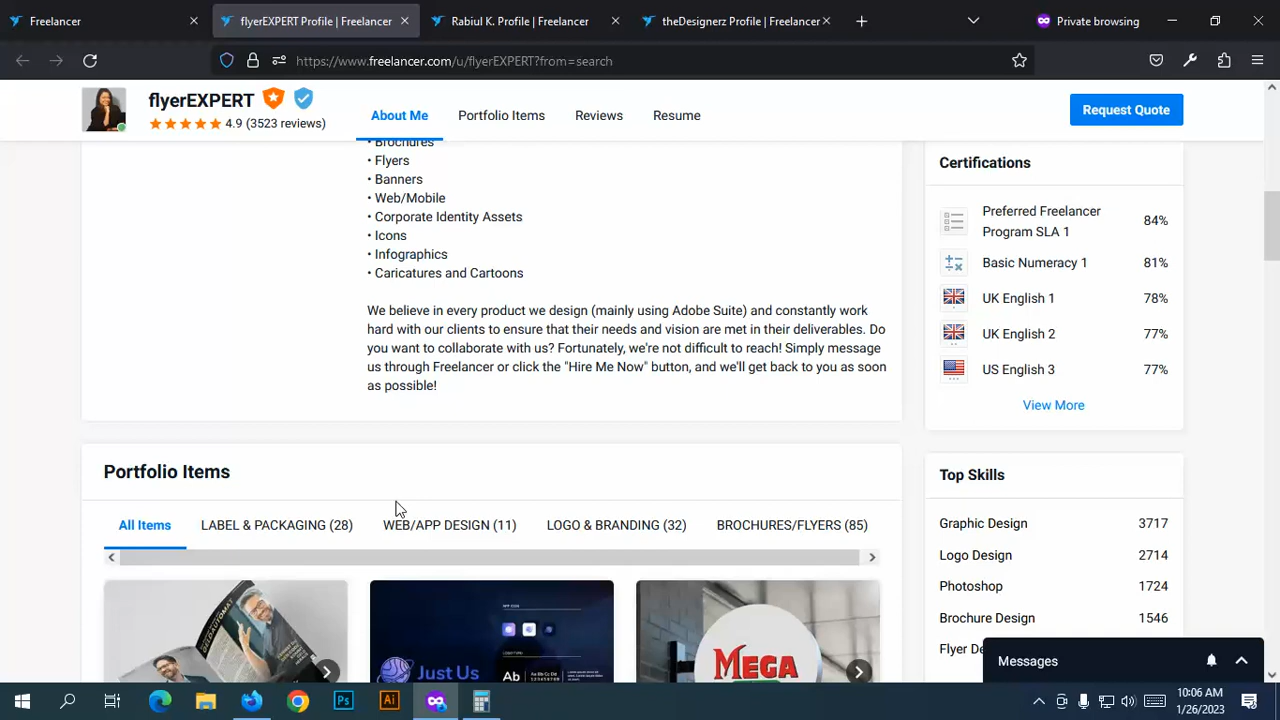 Freelancer
flyerEXPERT Profile | Freelancer
Rabiul K. Profile | Freelancer
theDesignerz Profile | Freelancer
Private browsing
https://www.freelancer.com/u/flyerEXPERT?from=search
flyerEXPERT
4.9 (3523 reviews)
About Me
Portfolio Items
Reviews
Resume
Request Quote
• Brochures
• Flyers
• Banners
• Web/Mobile
• Corporate Identity Assets
• Icons
• Infographics
• Caricatures and Cartoons
We believe in every product we design (mainly using Adobe Suite) and constantly work
hard with our clients to ensure that their needs and vision are met in their deliverables. Do
you want to collaborate with us? Fortunately, we're not difficult to reach! Simply message
us through Freelancer or click the "Hire Me Now" button, and we'll get back to you as soon
as possible!
Certifications
Preferred Freelancer
Program SLA 1
84%
Basic Numeracy 1 81%
UK English 1 78%
UK English 2 77%
US English 3 77%
View More
Portfolio Items
All Items
LABEL & PACKAGING (28)
WEB/APP DESIGN (11)
LOGO & BRANDING (32)
BROCHURES/FLYERS (85)
Just Us
Ab
MEGA
Top Skills
Graphic Design 3717
Logo Design 2714
Photoshop 1724
Brochure Design 1546
Flyer De
Messages
Ps
Ai
10:06 AM
1/26/2023